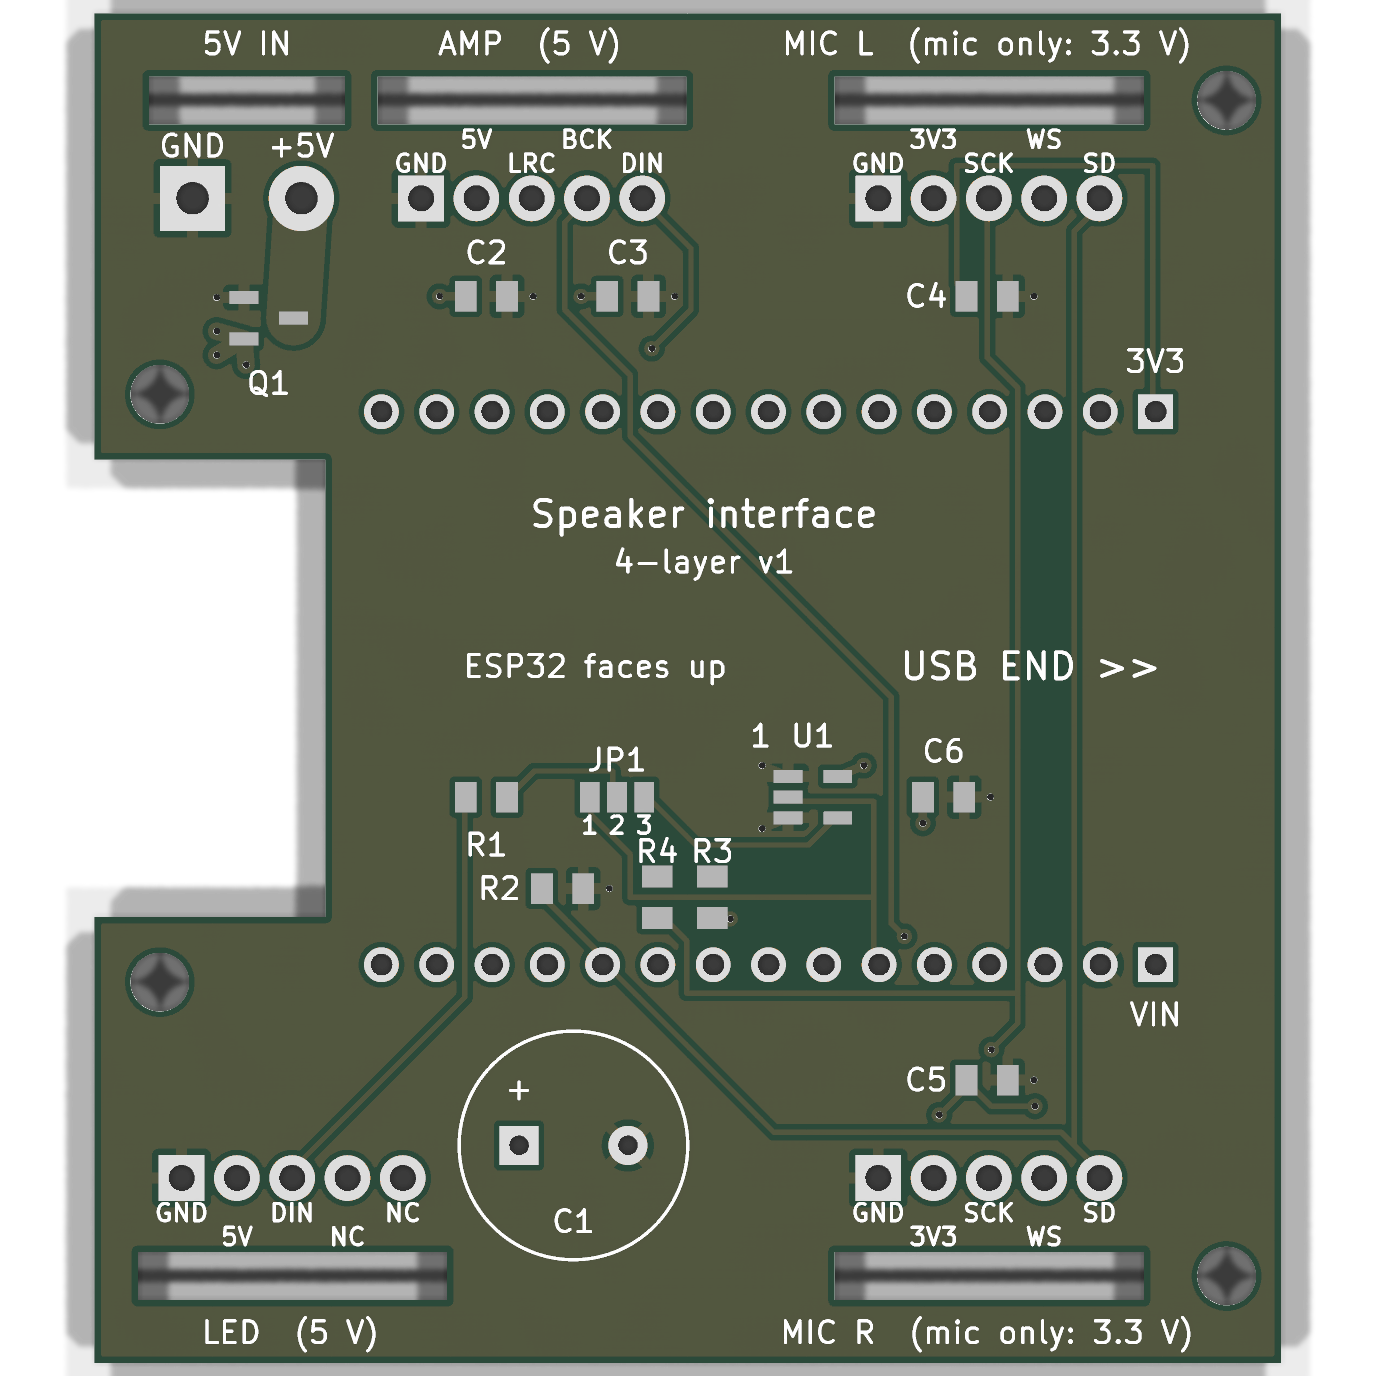 5V IN
AMP (5 V)
MIC L (mic only: 3.3 V)
GND +5V
5V BCK
GND LRC DIN
3V3 WS
GND SCK SD
C2
C3
C4
3V3
Q1
Speaker interface
4-layer v1
ESP32 faces up
USB END >>
1 U1
C6
JP1
1 2 3
R1
R4 R3
R2
VIN
C5
+
C1
GND DIN NC
5V NC
GND SCK SD
3V3 WS
LED (5 V)
MIC R (mic only: 3.3 V)